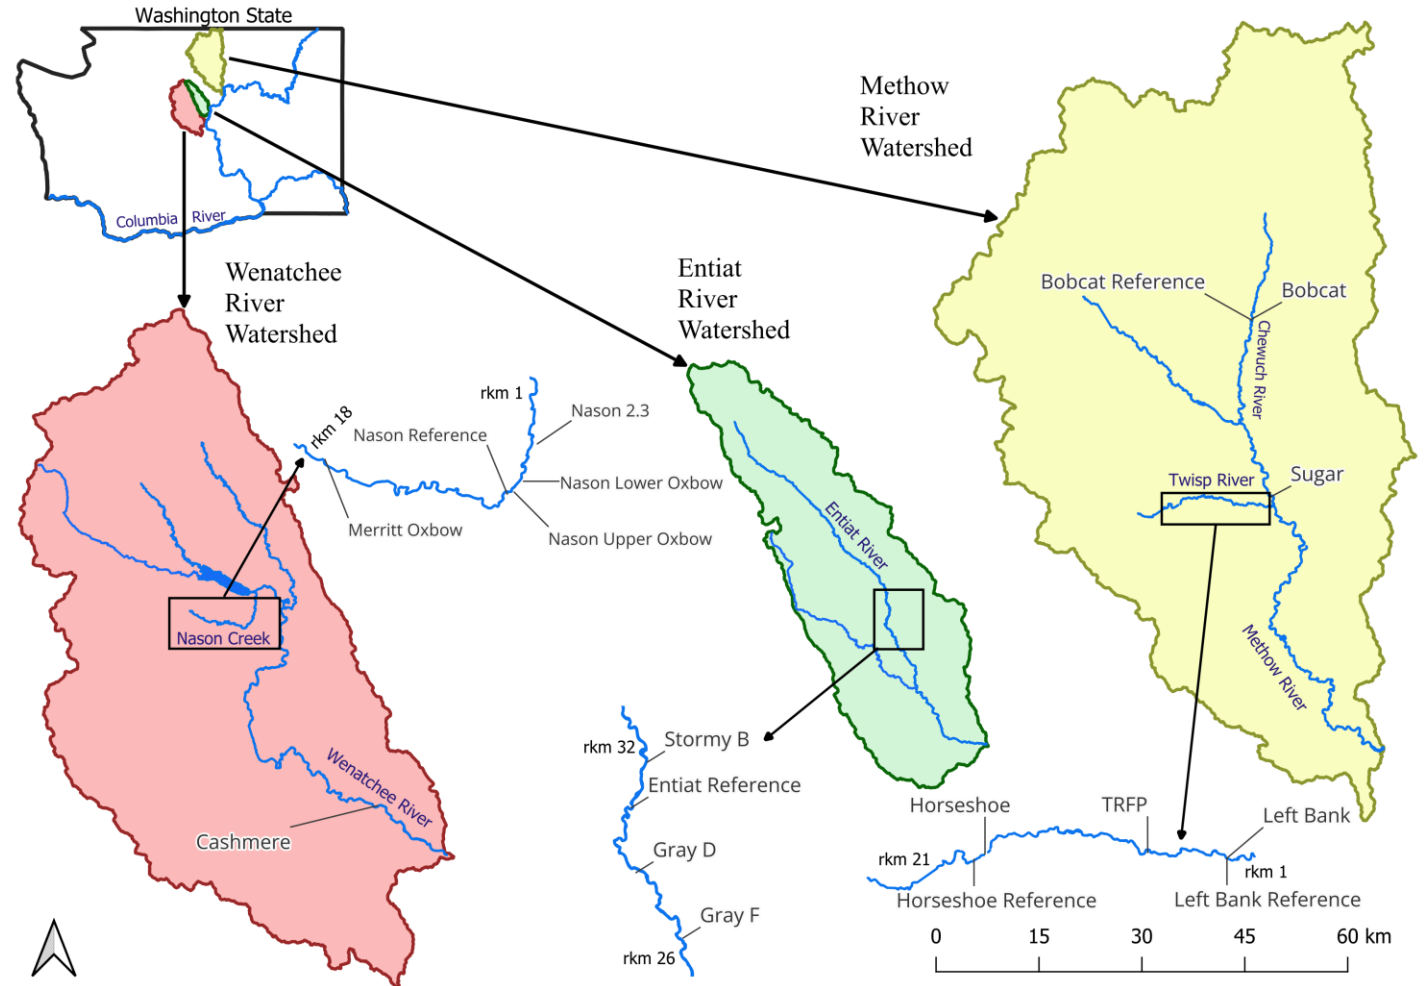 Washington State
Columbia River
Methow
River
Watershed
Wenatchee
River
Watershed
Entiat
River
Watershed
Bobcat Reference
Bobcat
Chewuch River
Twisp River
Sugar
Methow River
rkm 18
rkm 1
Nason 2.3
Nason Reference
Nason Lower Oxbow
Merritt Oxbow
Nason Upper Oxbow
Entiat River
Nason Creek
Wenatchee River
Cashmere
rkm 32
Stormy B
Entiat Reference
Gray D
Gray F
rkm 26
Horseshoe
TRFP
Left Bank
rkm 21
rkm 1
Horseshoe Reference
Left Bank Reference
0 15 30 45 60 km